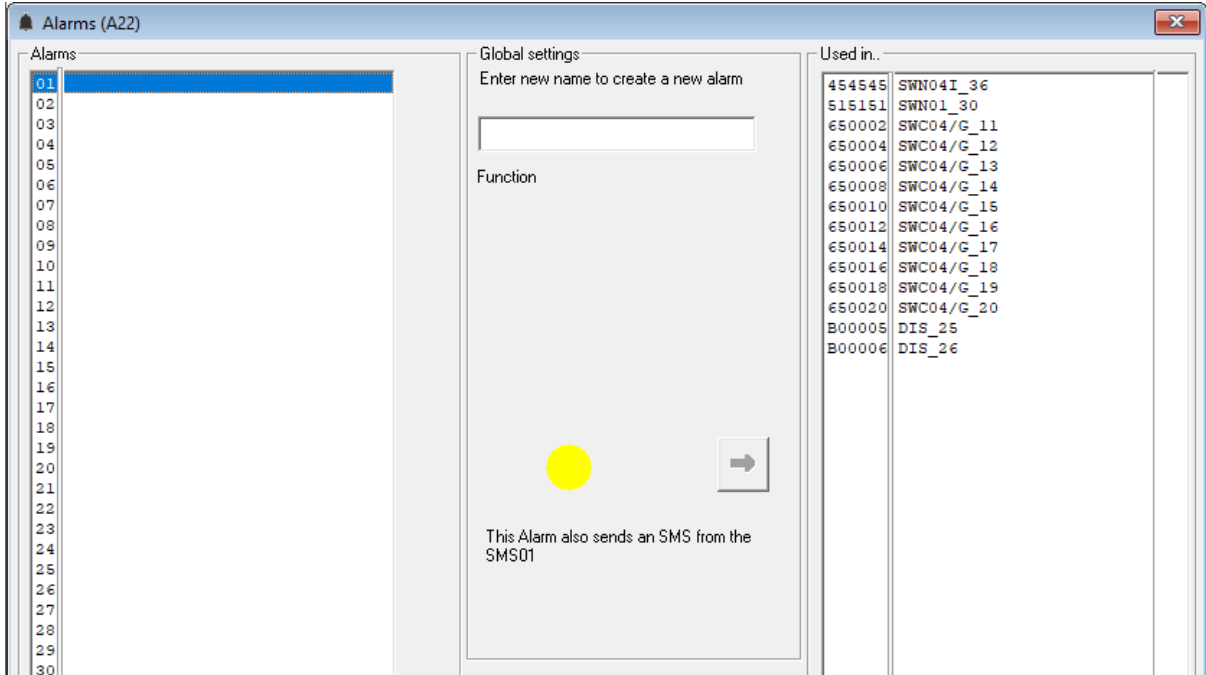 Alarms (A22)
Alarms
01
02
03
04
05
06
07
08
09
10
11
12
13
14
15
16
17
18
19
20
21
22
23
24
25
26
27
28
29
30
Global settings
Enter new name to create a new alarm
Function
This Alarm also sends an SMS from the
SMS01
Used in..
454545 SWN04I_36
515151 SWN01_30
650002 SWC04/G_11
650004 SWC04/G_12
650006 SWC04/G_13
650008 SWC04/G_14
650010 SWC04/G_15
650012 SWC04/G_16
650014 SWC04/G_17
650016 SWC04/G_18
650018 SWC04/G_19
650020 SWC04/G_20
B00005 DIS_25
B00006 DIS_26